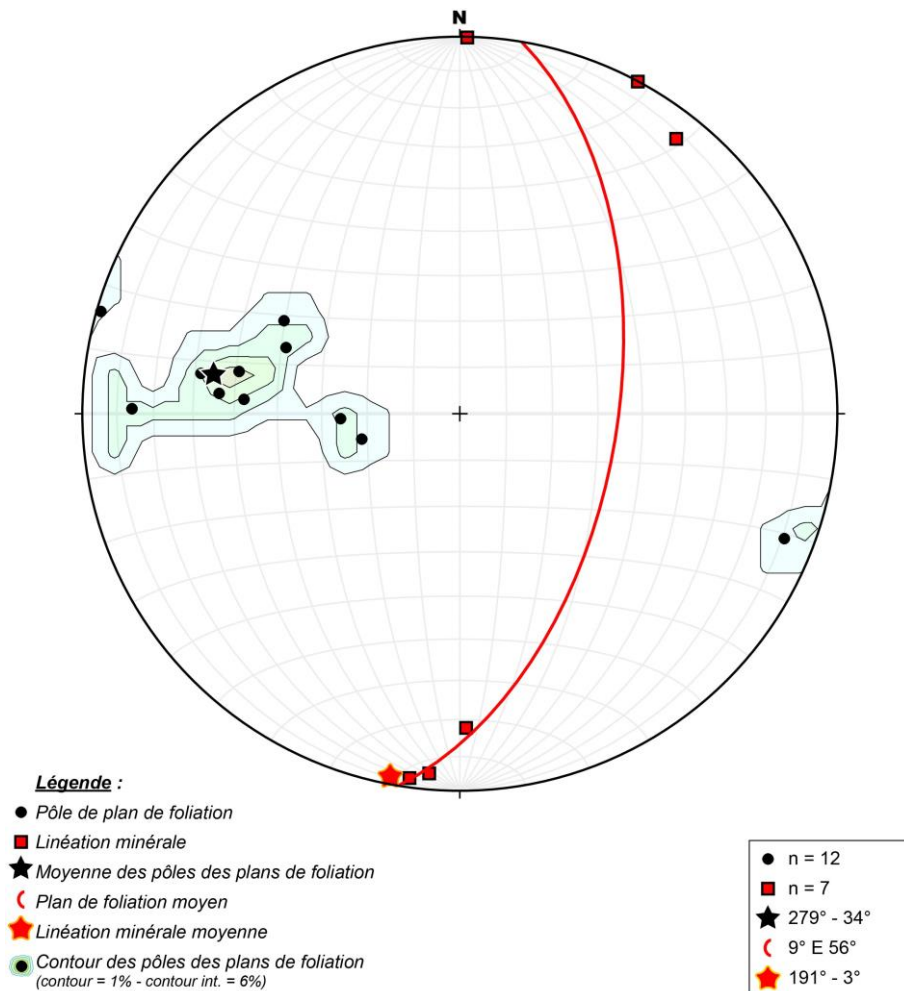 N
Légende :
Pôle de plan de foliation
Linéation minérale
Moyenne des pôles des plans de foliation
Plan de foliation moyen
Linéation minérale moyenne
Contour des pôles des plans de foliation
(contour = 1% - contour int. = 6%)
n = 12
n = 7
279° - 34°
9° E 56°
191° - 3°